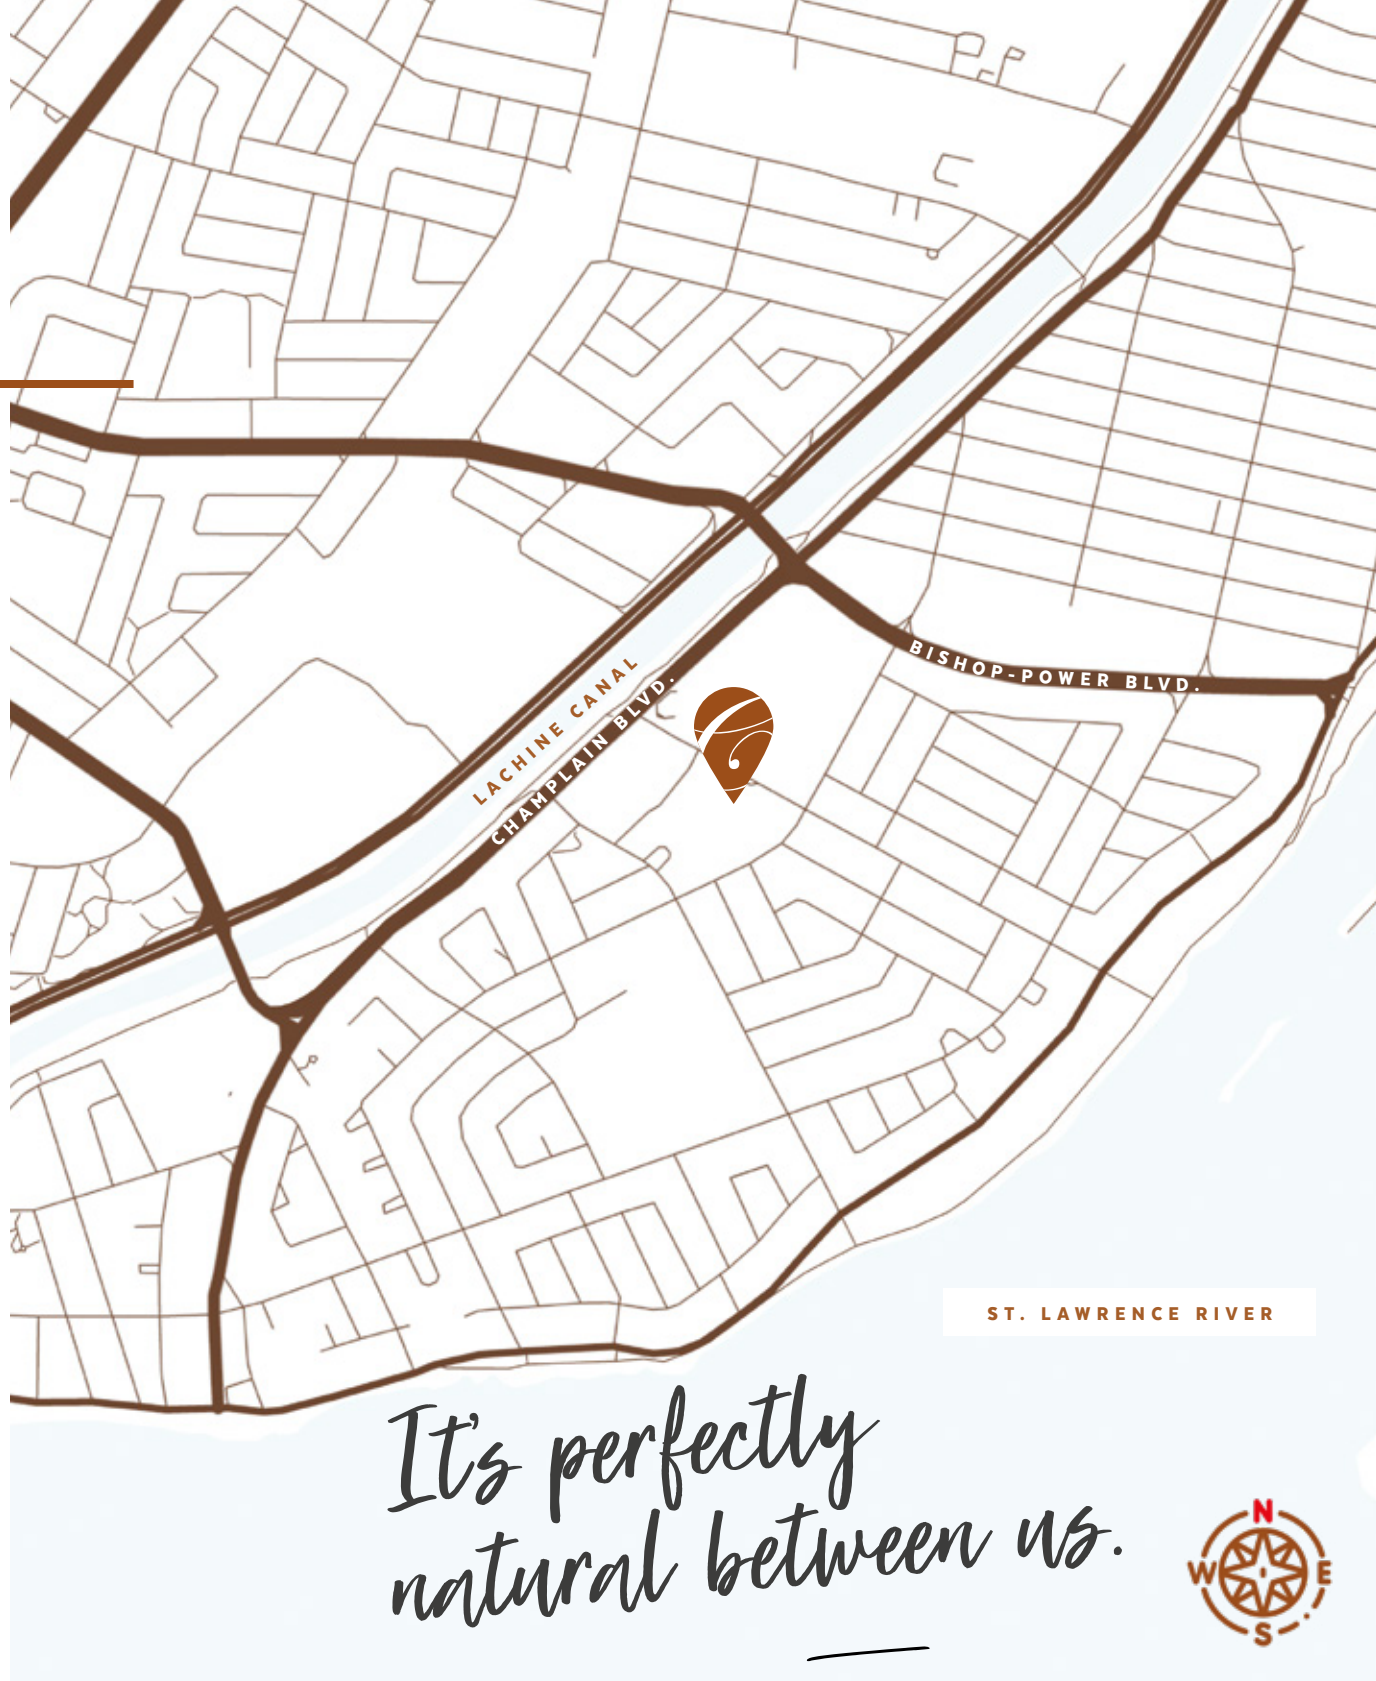 BISHOP-POWER BLVD.
LACHINE CANAL
CHAMPLAIN BLVD.
ST. LAWRENCE RIVER
It's perfectly
natural between us.
N
W E
S